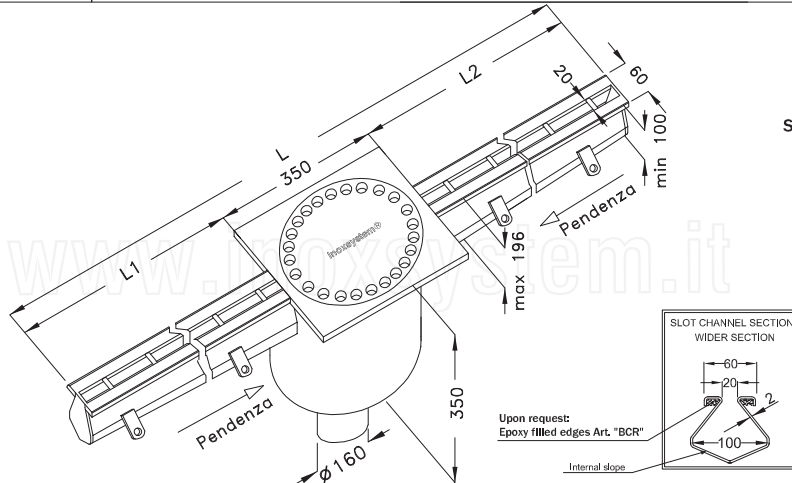 L
L2
20
60
350
min 100
S
Pendenza
L1
inoxsystem®
max 196
www.inoxsystem.it
Pendenza
350
Ø160
SLOT CHANNEL SECTION
WIDER SECTION
60
20
2
100
Upon request:
Epoxy filled edges Art. "BCR"
Internal slope